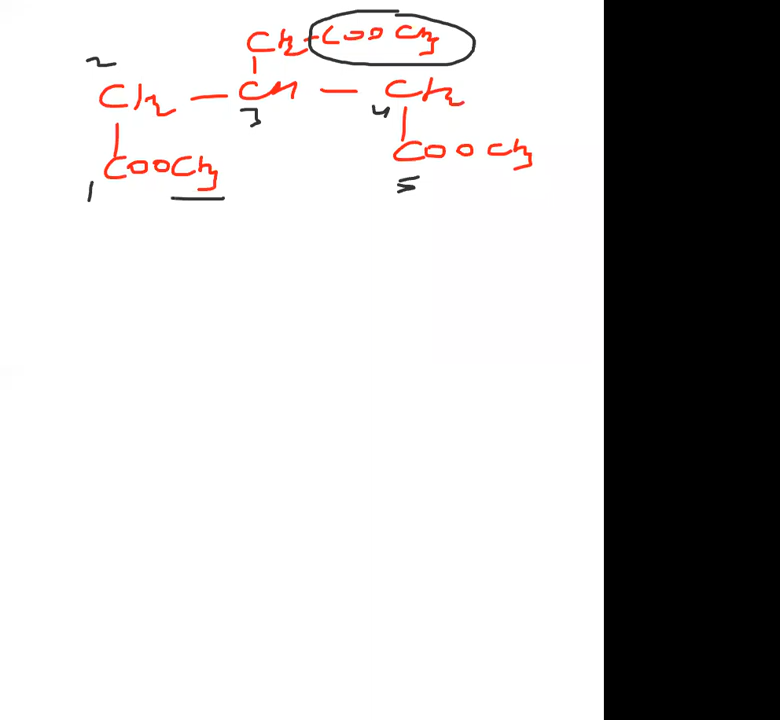 CH2-COOCH3
2
CH2 — CH — CH2
3 4
COOCH3 COOCH3
1 5